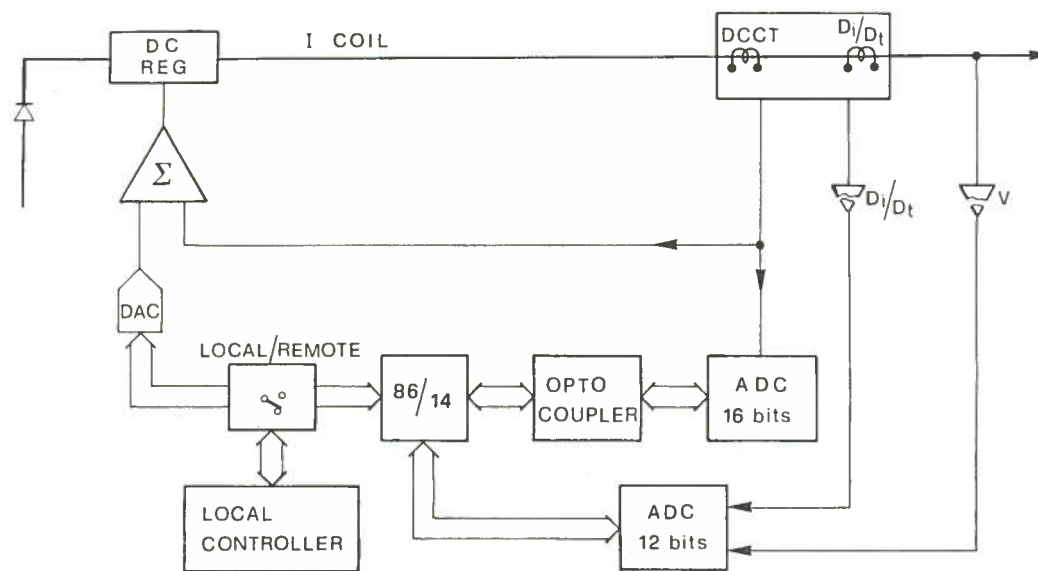 DC
REG
I COIL
DCCT
Di/Dt
Σ
Di/Dt
V
DAC
LOCAL/REMOTE
86/14
OPTO
COUPLER
ADC
16 bits
LOCAL
CONTROLLER
ADC
12 bits